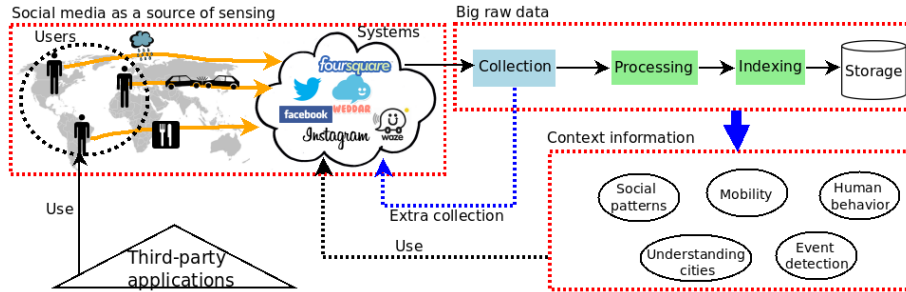 Social media as a source of sensing
Users
Systems
foursquare
WEDDAR
facebook
Instagram
waze
Use
Third-party
applications
Big raw data
Collection
Processing
Indexing
Storage
Extra collection
Use
Context information
Social
patterns
Mobility
Human
behavior
Understanding
cities
Event
detection